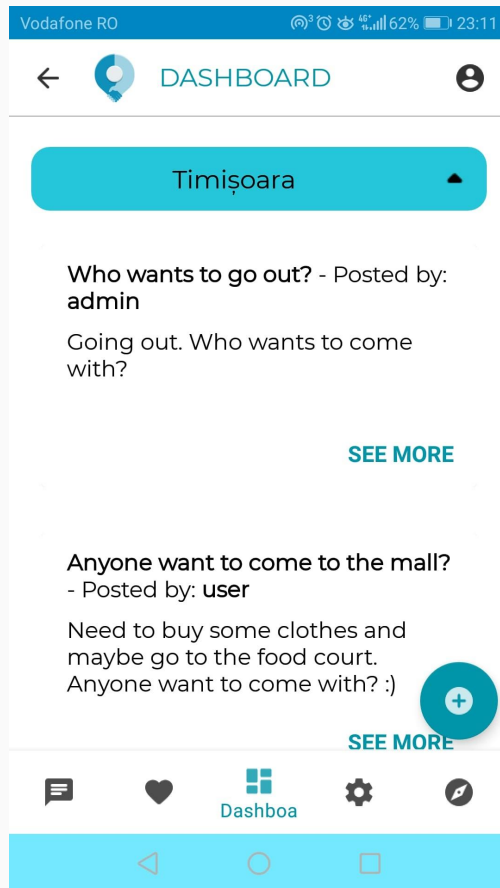 Vodafone RO 3 4G+ 62% 23:11
DASHBOARD
Timișoara
Who wants to go out? - Posted by:
admin
Going out. Who wants to come
with?
SEE MORE
Anyone want to come to the mall?
- Posted by: user
Need to buy some clothes and
maybe go to the food court.
Anyone want to come with? :)
SEE MORE
Dashboa